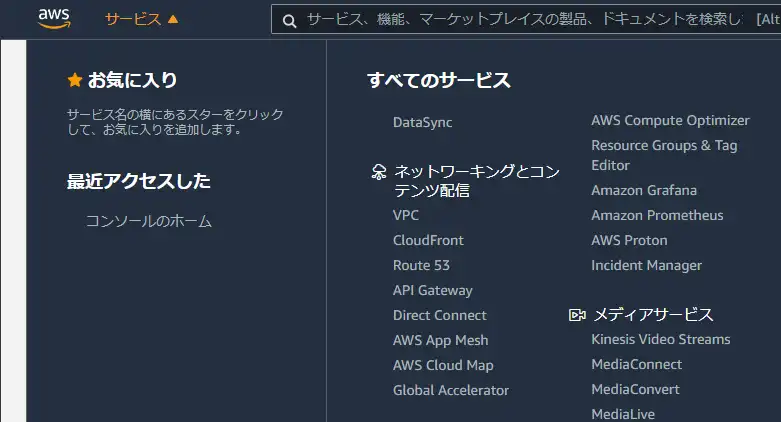 aws
サービス
サービス、機能、マーケットプレイスの製品、ドキュメントを検索し
[Alt
お気に入り
サービス名の横にあるスターをクリック
して、お気に入りを追加します。
最近アクセスした
コンソールのホーム
すべてのサービス
DataSync
ネットワーキングとコン
テンツ配信
VPC
CloudFront
Route 53
API Gateway
Direct Connect
AWS App Mesh
AWS Cloud Map
Global Accelerator
AWS Compute Optimizer
Resource Groups & Tag
Editor
Amazon Grafana
Amazon Prometheus
AWS Proton
Incident Manager
メディアサービス
Kinesis Video Streams
MediaConnect
MediaConvert
MediaLive